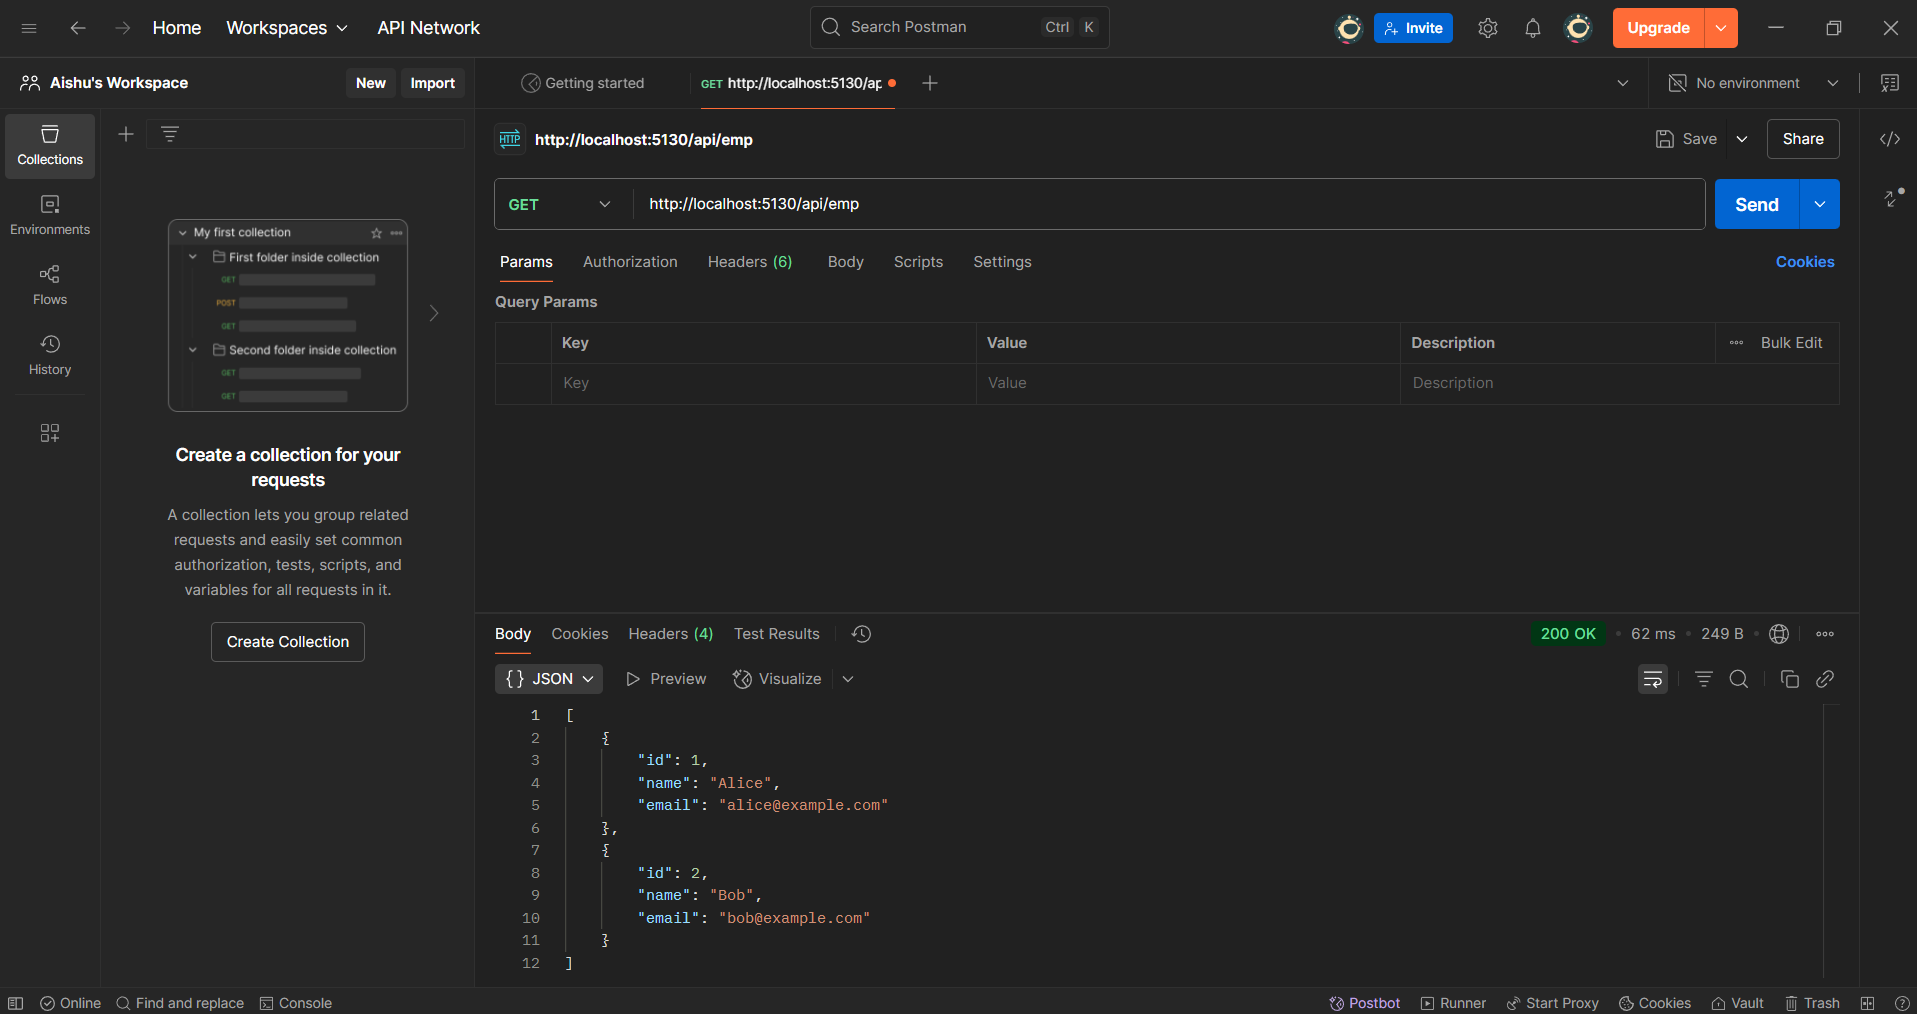 Home Workspaces API Network Search Postman Ctrl K Invite Upgrade
Aishu's Workspace New Import Getting started GET http://localhost:5130/ap No environment
Collections
Environments
Flows
History
My first collection
First folder inside collection
GET
POST
GET
Second folder inside collection
GET
GET
Create a collection for your
requests
A collection lets you group related
requests and easily set common
authorization, tests, scripts, and
variables for all requests in it.
Create Collection
HTTP http://localhost:5130/api/emp Save Share
GET http://localhost:5130/api/emp Send
Params Authorization Headers (6) Body Scripts Settings Cookies
Query Params
Key Value Description Bulk Edit
Key Value Description
Body Cookies Headers (4) Test Results 200 OK • 62 ms • 249 B •
{} JSON Preview Visualize
1 [
2 {
3 "id": 1,
4 "name": "Alice",
5 "email": "alice@example.com"
6 },
7 {
8 "id": 2,
9 "name": "Bob",
10 "email": "bob@example.com"
11 }
12 ]
Online Find and replace Console Postbot Runner Start Proxy Cookies Vault Trash